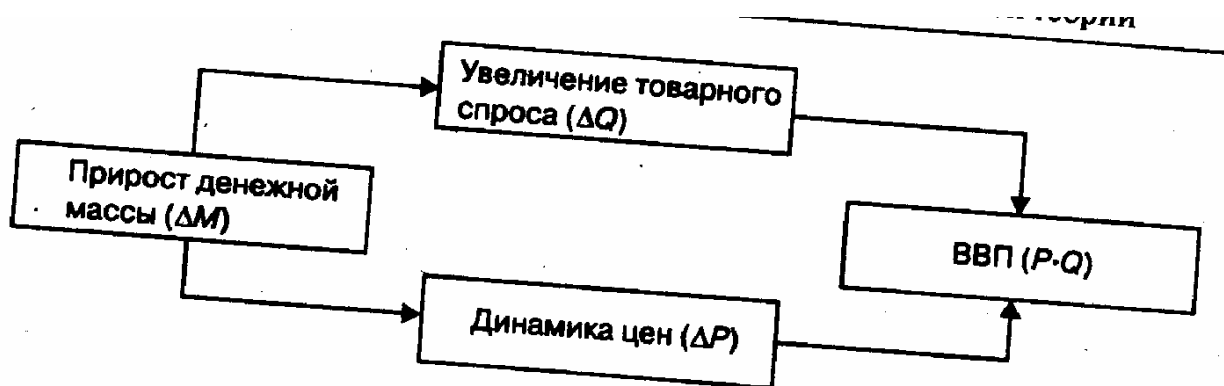 Увеличение товарного
спроса (ΔQ)
Прирост денежной
массы (ΔM)
ВВП (P·Q)
Динамика цен (ΔP)